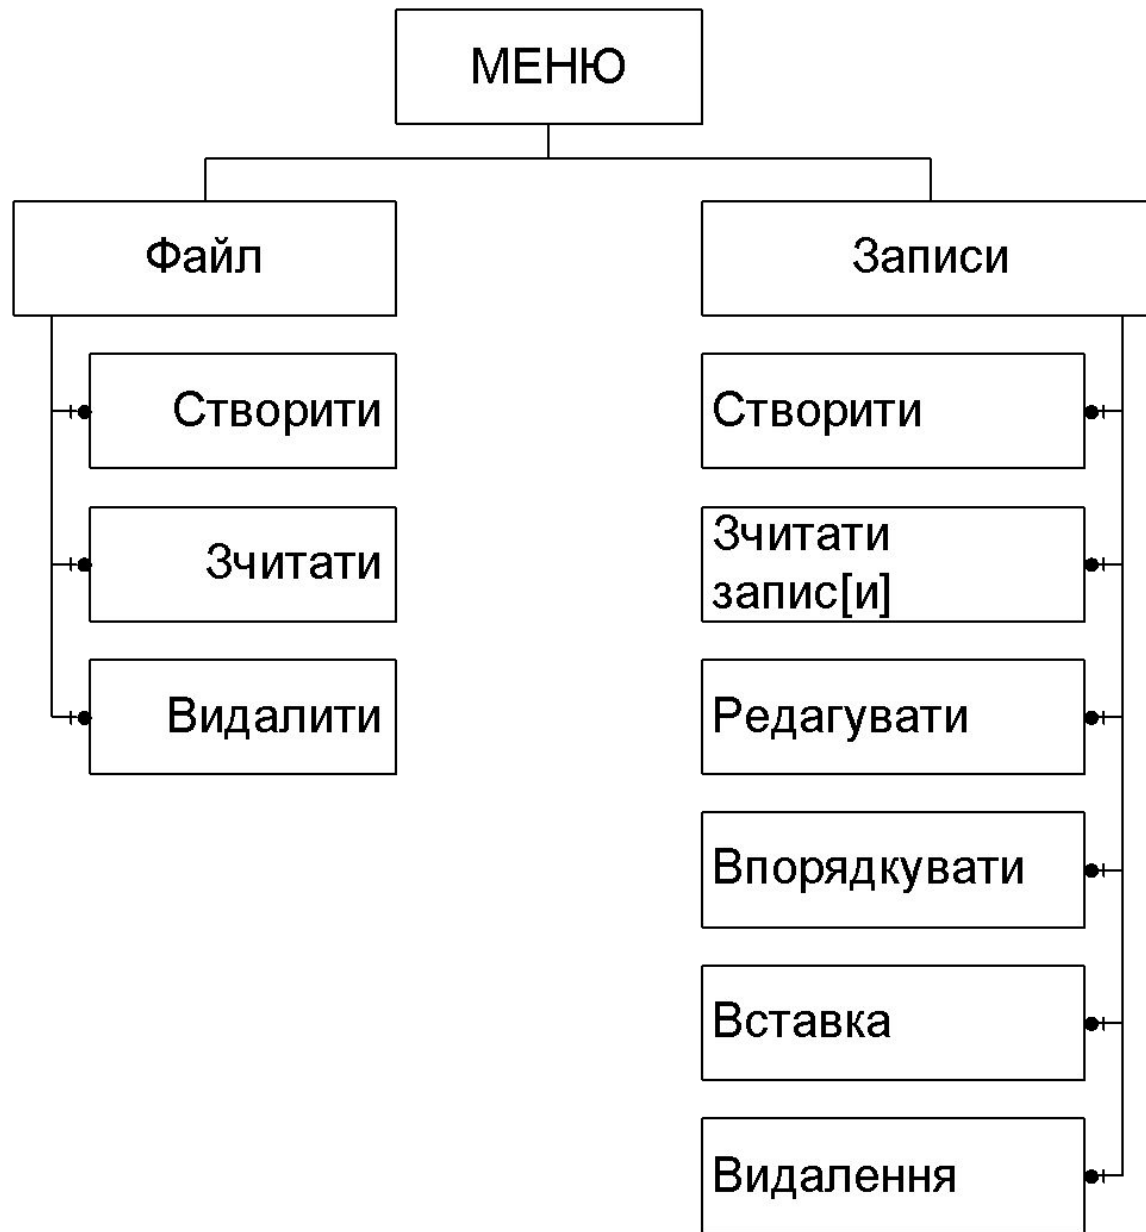 МЕНЮ
Файл
Записи
Створити
Зчитати
Видалити
Створити
Зчитати
запис[и]
Редагувати
Впорядкувати
Вставка
Видалення